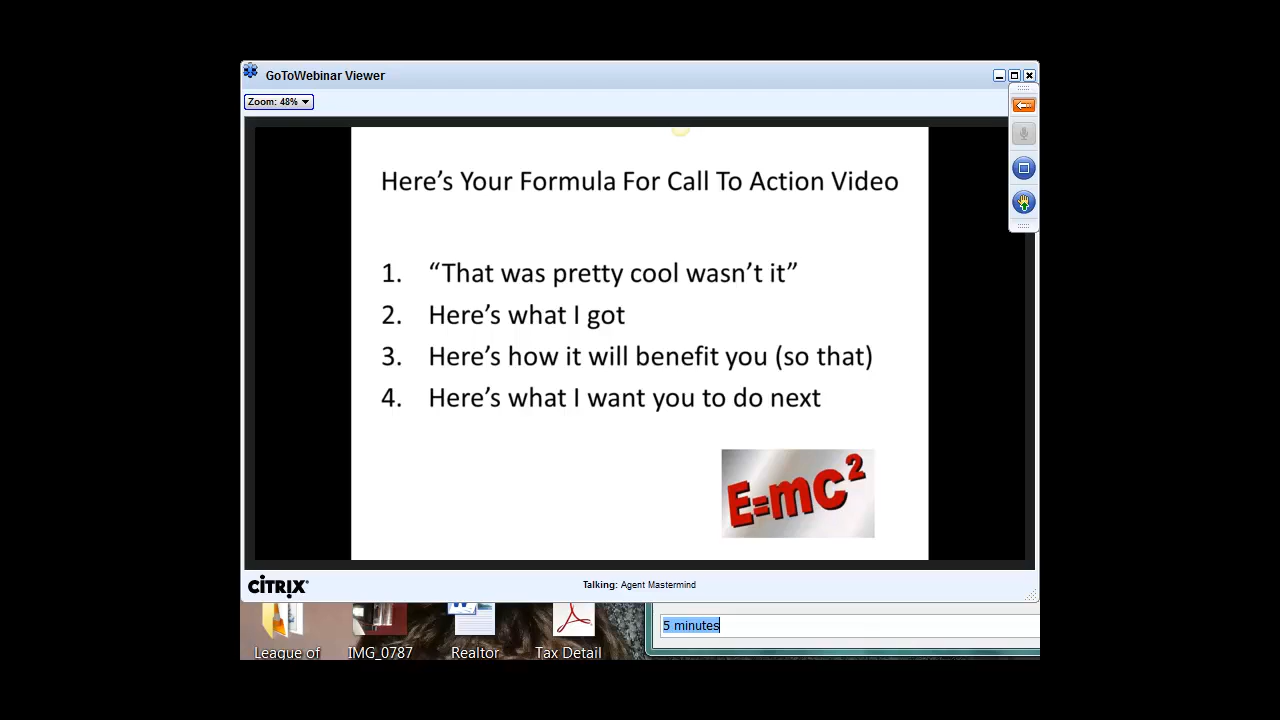 GoToWebinar Viewer
Zoom: 48%
Here's Your Formula For Call To Action Video
1. “That was pretty cool wasn't it”
2. Here's what I got
3. Here's how it will benefit you (so that)
4. Here's what I want you to do next
E=mc²
CİTRIX®
Talking: Agent Mastermind
5 minutes
League of
IMG_0787
Realtor
Tax Detail